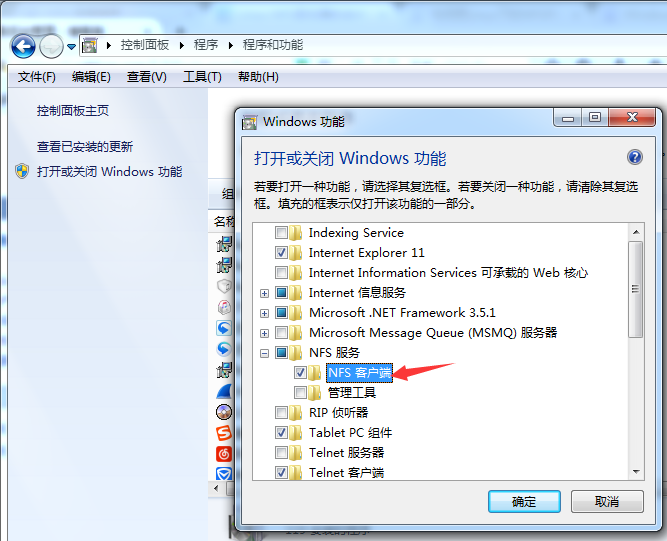 控制面板 程序 程序和功能
文件(F) 编辑(E) 查看(V) 工具(T) 帮助(H)
控制面板主页
查看已安装的更新
打开或关闭 Windows 功能
组
名称
Windows 功能
打开或关闭 Windows 功能
若要打开一种功能，请选择其复选框。若要关闭一种功能，请清除其复选
框。填充的框表示仅打开该功能的一部分。
Indexing Service
Internet Explorer 11
Internet Information Services 可承载的 Web 核心
Internet 信息服务
Microsoft .NET Framework 3.5.1
Microsoft Message Queue (MSMQ) 服务器
NFS 服务
NFS 客户端
管理工具
RIP 侦听器
Tablet PC 组件
Telnet 服务器
Telnet 客户端
确定 取消